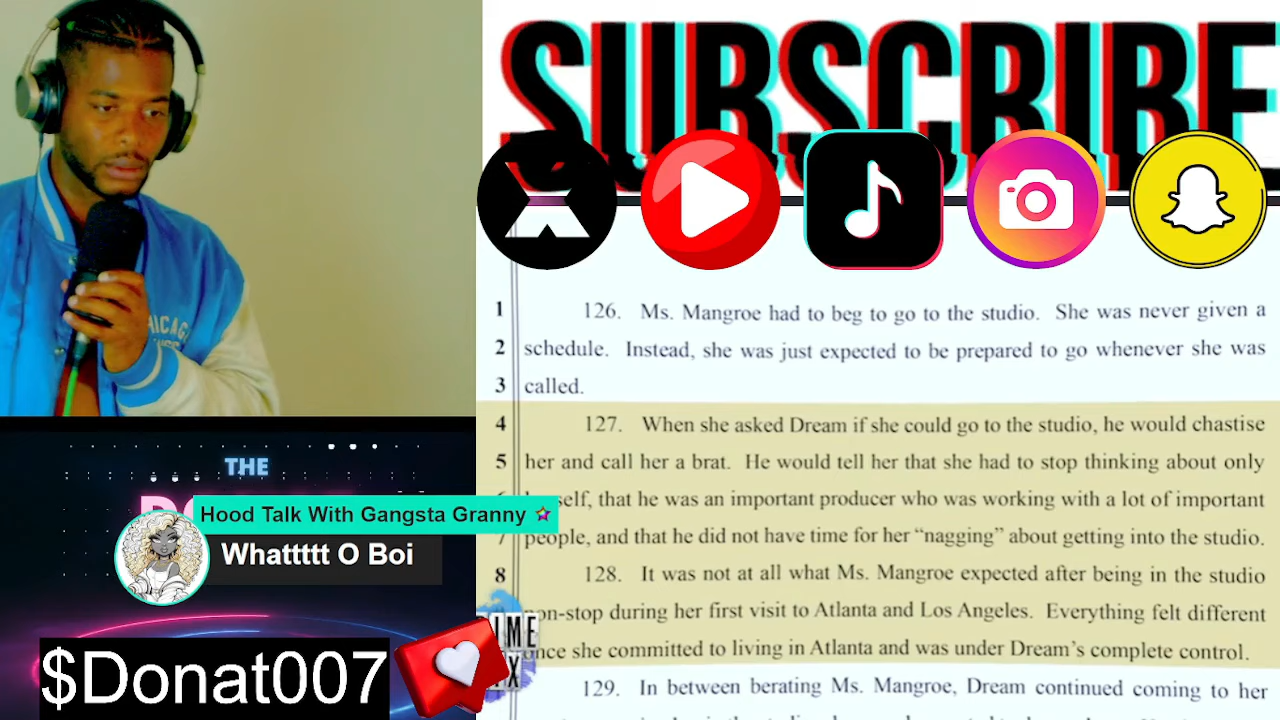 SUBSCRIBE
CHICAG
126. Ms. Mangroe had to beg to go to the studio. She was never given a
schedule. Instead, she was just expected to be prepared to go whenever she was
called.
127. When she asked Dream if she could go to the studio, he would chastise
her and call her a brat. He would tell her that she had to stop thinking about only
self, that he was an important producer who was working with a lot of important
people, and that he did not have time for her “nagging” about getting into the studio.
128. It was not at all what Ms. Mangroe expected after being in the studio
non-stop during her first visit to Atlanta and Los Angeles. Everything felt different
once she committed to living in Atlanta and was under Dream’s complete control.
129. In between berating Ms. Mangroe, Dream continued coming to her
1
2
3
4
5
7
8
THE
Hood Talk With Gangsta Granny
Whattttt O Boi
$Donat007